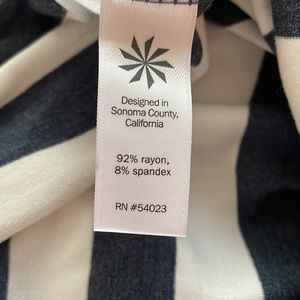 Designed in
Sonoma County,
California
92% rayon,
8% spandex
RN #54023